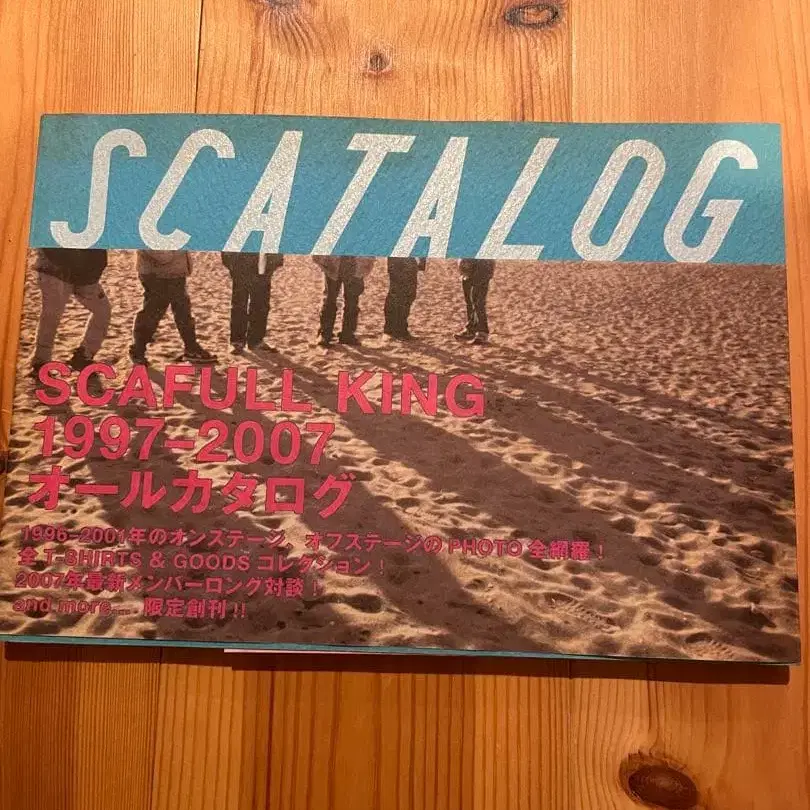 SCATALOG
SCAFULL KING
1997-2007
オールカタログ
1996-2001年のオンステージ、オフステージのPHOTO全網羅!
全T-SHIRTS & GOODSコレクション!
2007年最新メンバーロング対談!
and more.... 限定創刊!!